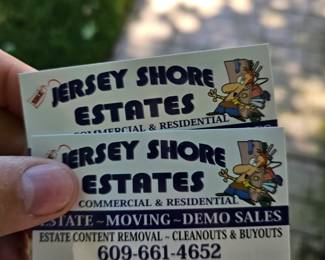 JERSEY SHORE
ESTATES
COMMERCIAL & RESIDENTIAL
JERSEY SHORE
ESTATES
COMMERCIAL & RESIDENTIAL
ESTATE ~ MOVING ~ DEMO SALES
ESTATE CONTENT REMOVAL ~ CLEANOUTS & BUYOUTS
609-661-4652